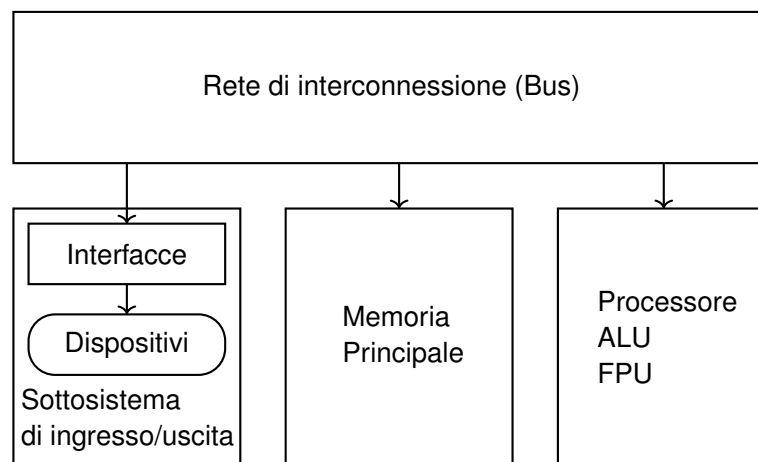 Rete di interconnessione (Bus)
Interfacce
Dispositivi
Sottosistema
di ingresso/uscita
Memoria
Principale
Processore
ALU
FPU